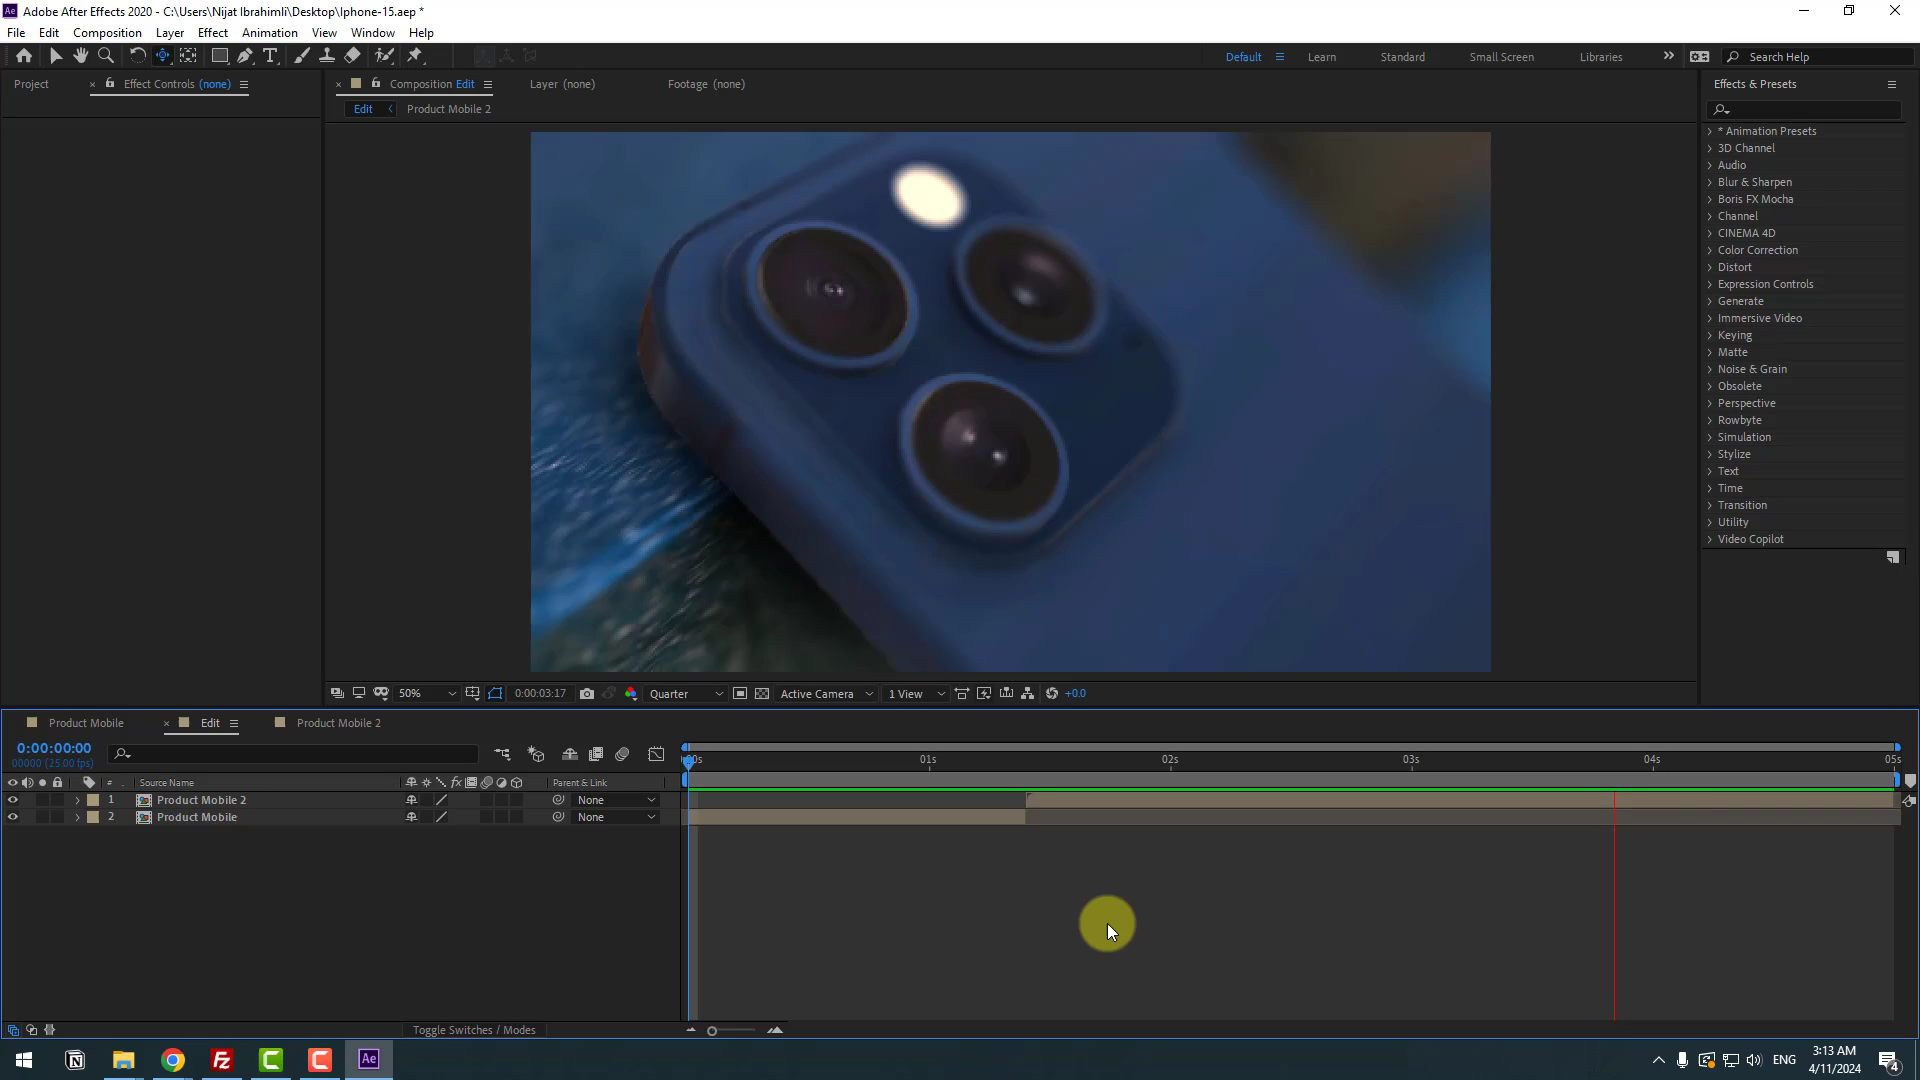 Ae Adobe After Effects 2020 - C:\Users\Nijat Ibrahimli\Desktop\Iphone-15.aep *
File Edit Composition Layer Effect Animation View Window Help
Default Learn Standard Small Screen Libraries Search Help
Project Effect Controls (none) Composition Edit Layer (none) Footage (none) Effects & Presets
Edit Product Mobile 2
* Animation Presets
3D Channel
Audio
Blur & Sharpen
Boris FX Mocha
Channel
CINEMA 4D
Color Correction
Distort
Expression Controls
Generate
Immersive Video
Keying
Matte
Noise & Grain
Obsolete
Perspective
Rowbyte
Simulation
Stylize
Text
Time
Transition
Utility
Video Copilot
50% 0:00:03:17 Quarter Active Camera 1 View +0.0
Product Mobile Edit Product Mobile 2
0:00:00:00
00000 (25.00 fps)
00s 01s 02s 03s 04s 05s
# Source Name fx Parent & Link
1 Product Mobile 2 None
2 Product Mobile None
Toggle Switches / Modes
Fz C C Ae ENG 3:13 AM
4/11/2024 4